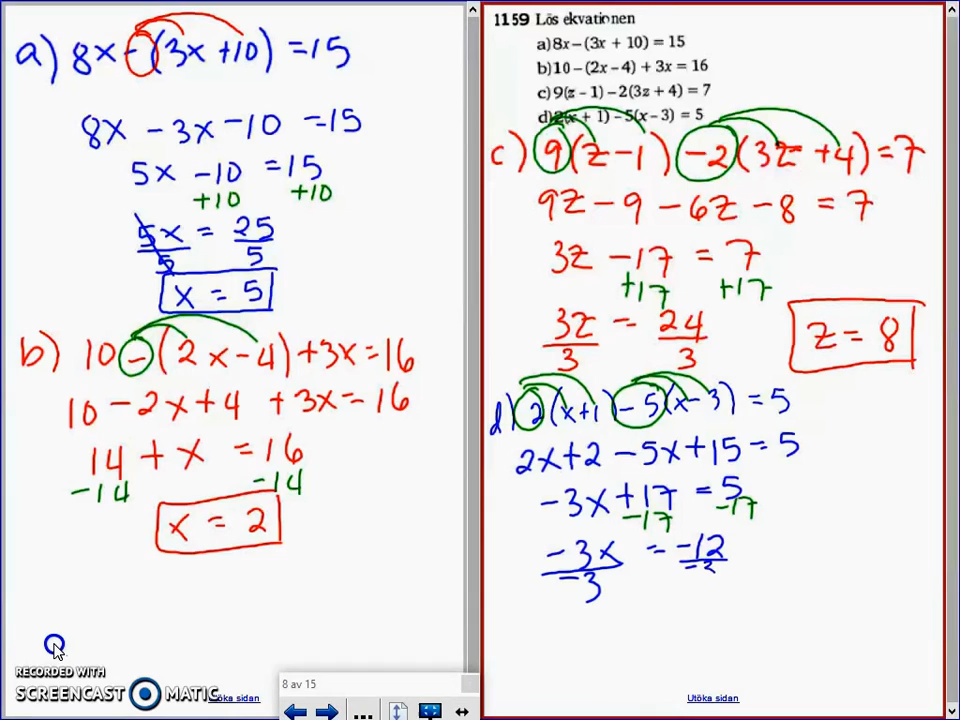 a) 8x -(3x +10) =15
8x -3x -10 =15
5x -10 =15
+10 +10
5x = 25
5 5
x = 5
b) 10 -(2x-4)+3x=16
10 -2x+4 +3x=16
14 + x =16
-14 -14
x = 2
RECORDED WITH
SCREENCAST MATIC
Utöka sidan
8 av 15
...
1159 Lös ekvationen
a) 8x – (3x + 10) = 15
b) 10 – (2x – 4) + 3x = 16
c) 9(z – 1) – 2(3z + 4) = 7
d) 2(x + 1) – 5(x – 3) = 5
c) 9(z-1) -2(3z +4)=7
9z -9 -6z -8 = 7
3z -17 = 7
+17 +17
3z = 24
3 3
z = 8
d) 2(x+1) -5(x-3) =5
2x+2 -5x+15 =5
-3x+17 =5
-17 -17
-3x = -12
-3 -3
Utöka sidan